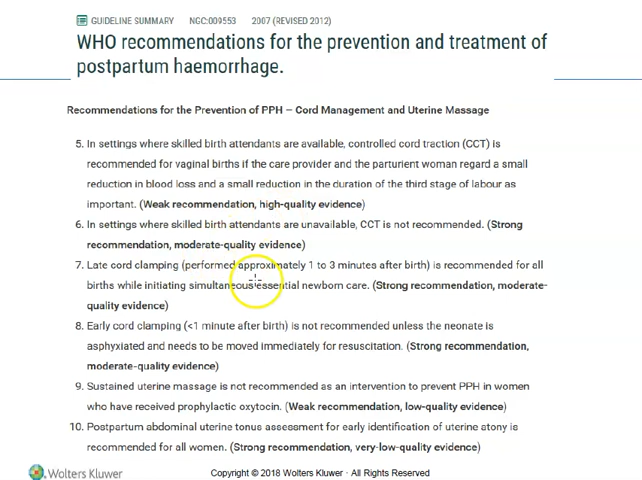 GUIDELINE SUMMARY NGC:009553 2007 (REVISED 2012)
WHO recommendations for the prevention and treatment of
postpartum haemorrhage.
Recommendations for the Prevention of PPH – Cord Management and Uterine Massage
5. In settings where skilled birth attendants are available, controlled cord traction (CCT) is
recommended for vaginal births if the care provider and the parturient woman regard a small
reduction in blood loss and a small reduction in the duration of the third stage of labour as
important. (Weak recommendation, high-quality evidence)
6. In settings where skilled birth attendants are unavailable, CCT is not recommended. (Strong
recommendation, moderate-quality evidence)
7. Late cord clamping (performed approximately 1 to 3 minutes after birth) is recommended for all
births while initiating simultaneous essential newborn care. (Strong recommendation, moderate-
quality evidence)
8. Early cord clamping (<1 minute after birth) is not recommended unless the neonate is
asphyxiated and needs to be moved immediately for resuscitation. (Strong recommendation,
moderate-quality evidence)
9. Sustained uterine massage is not recommended as an intervention to prevent PPH in women
who have received prophylactic oxytocin. (Weak recommendation, low-quality evidence)
10. Postpartum abdominal uterine tonus assessment for early identification of uterine atony is
recommended for all women. (Strong recommendation, very-low-quality evidence)
Wolters Kluwer Copyright © 2018 Wolters Kluwer · All Rights Reserved